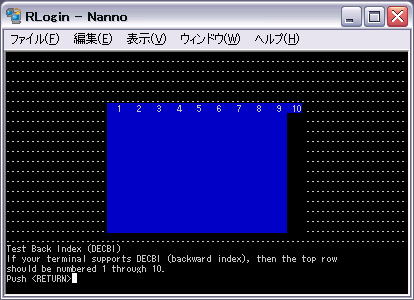 RLogin - Nanno
ファイル(F) 編集(E) 表示(V) ウィンドウ(W) ヘルプ(H)
1 2 3 4 5 6 7 8 9 10
Test Back Index (DECBI)
If your terminal supports DECBI (backward index), then the top row
should be numbered 1 through 10.
Push <RETURN>